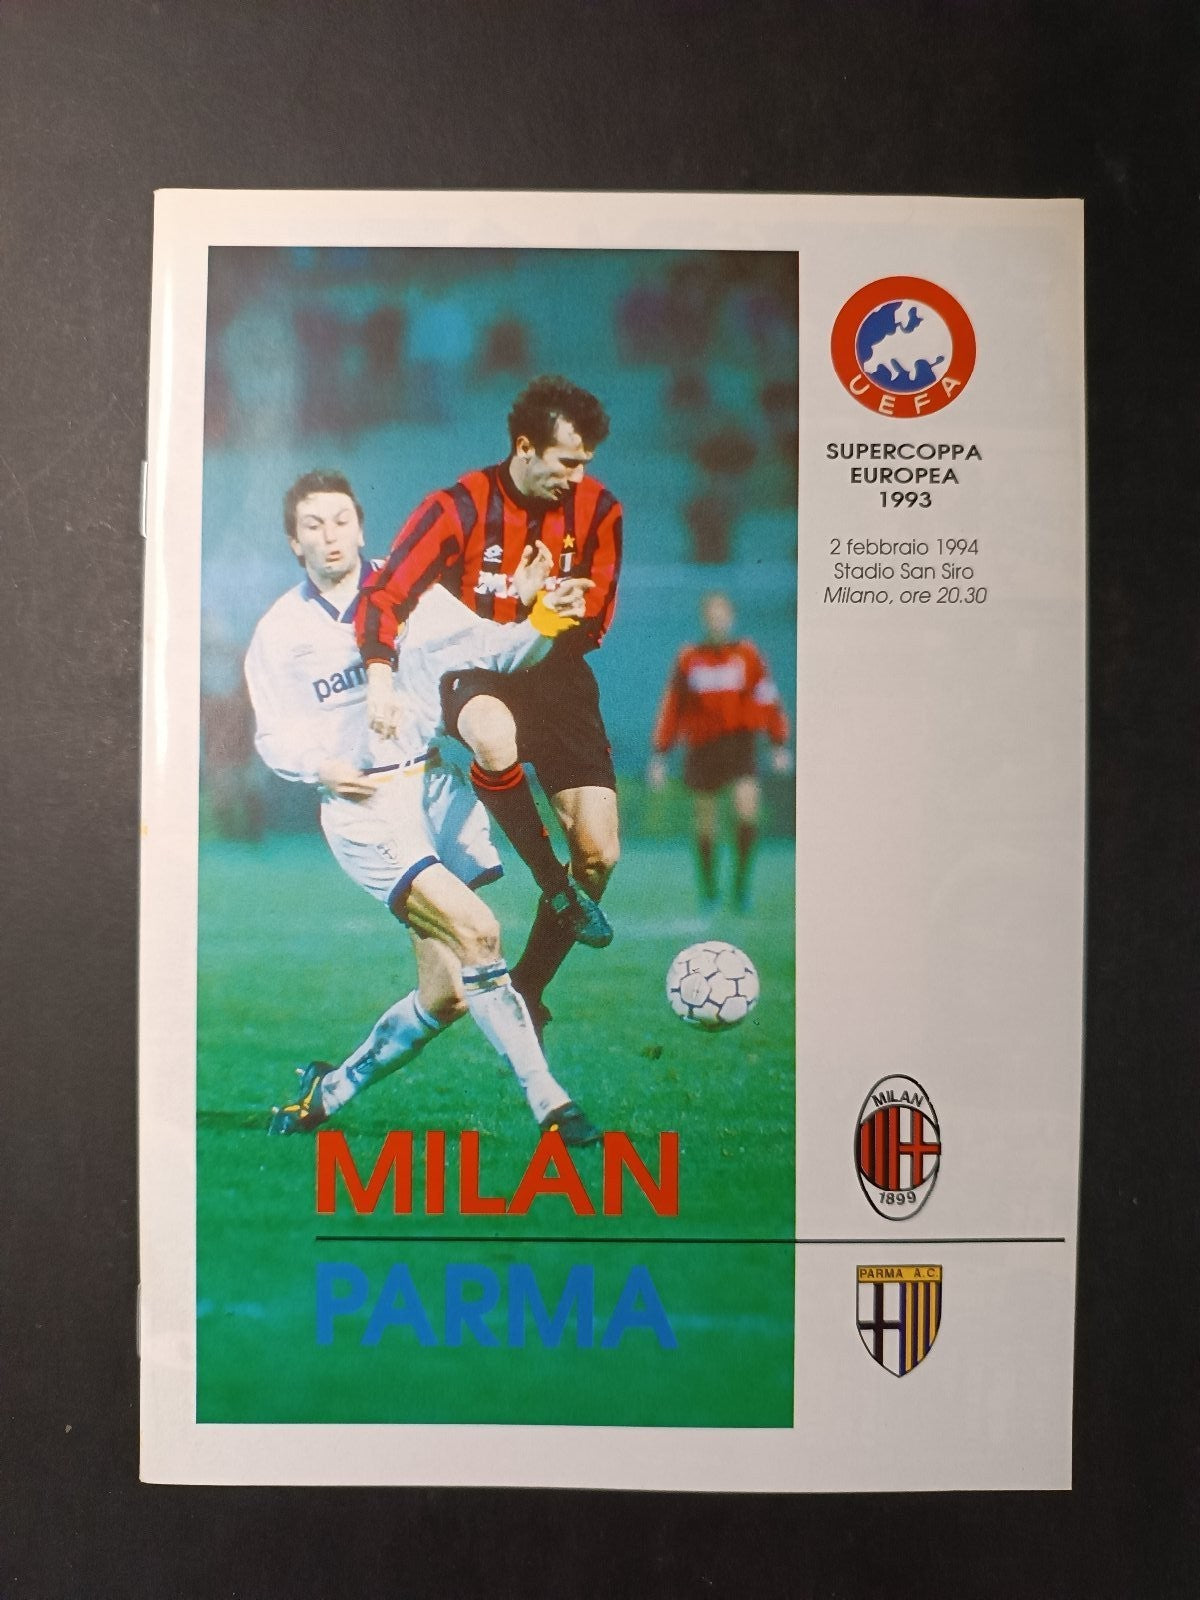 UEFA
SUPERCOPPA
EUROPEA
1993
2 febbraio 1994
Stadio San Siro
Milano, ore 20.30
parm
MILAN
PARMA
MILAN
1899
PARMA A.C.